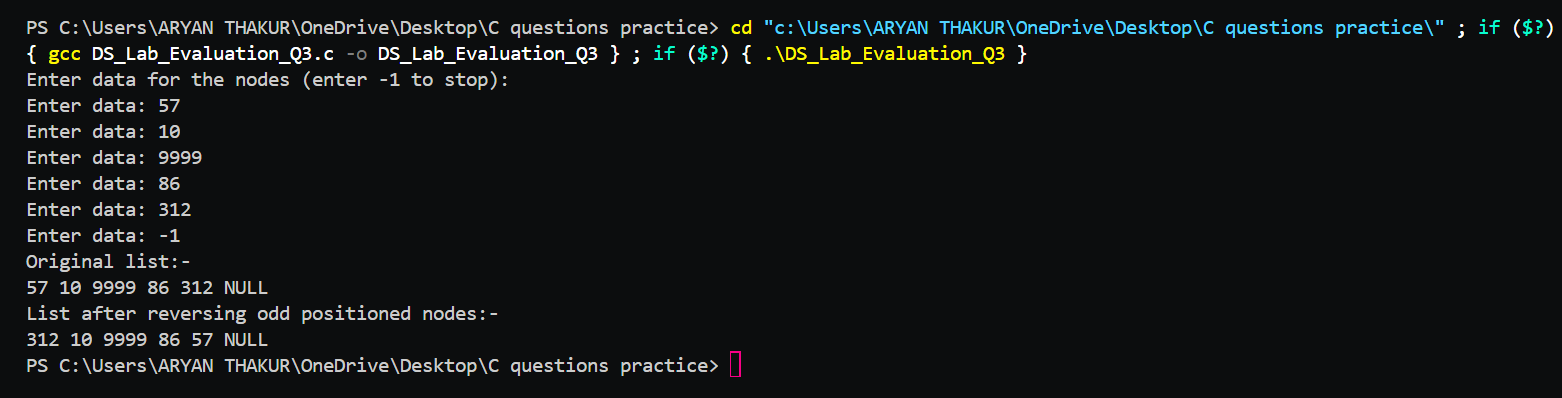 PS C:\Users\ARYAN THAKUR\OneDrive\Desktop\C questions practice> cd "c:\Users\ARYAN THAKUR\OneDrive\Desktop\C questions practice\" ; if ($?)
{ gcc DS_Lab_Evaluation_Q3.c -o DS_Lab_Evaluation_Q3 } ; if ($?) { .\DS_Lab_Evaluation_Q3 }
Enter data for the nodes (enter -1 to stop):
Enter data: 57
Enter data: 10
Enter data: 9999
Enter data: 86
Enter data: 312
Enter data: -1
Original list:-
57 10 9999 86 312 NULL
List after reversing odd positioned nodes:-
312 10 9999 86 57 NULL
PS C:\Users\ARYAN THAKUR\OneDrive\Desktop\C questions practice>